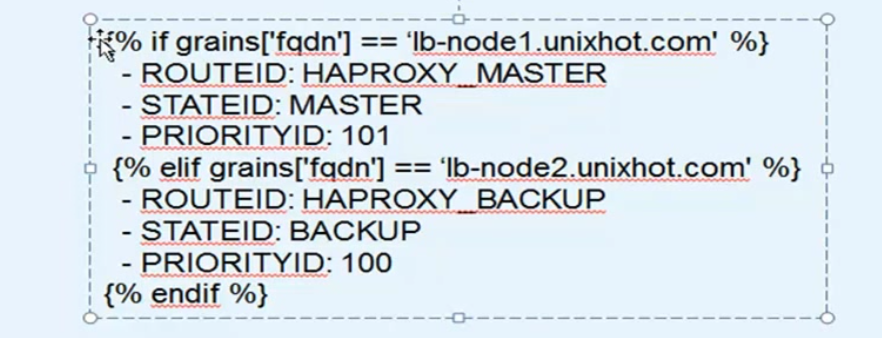 {% if grains['fqdn'] == ‘lb-node1.unixhot.com' %}
- ROUTEID: HAPROXY_MASTER
- STATEID: MASTER
- PRIORITYID: 101
{% elif grains['fqdn'] == ‘lb-node2.unixhot.com' %}
- ROUTEID: HAPROXY_BACKUP
- STATEID: BACKUP
- PRIORITYID: 100
{% endif %}